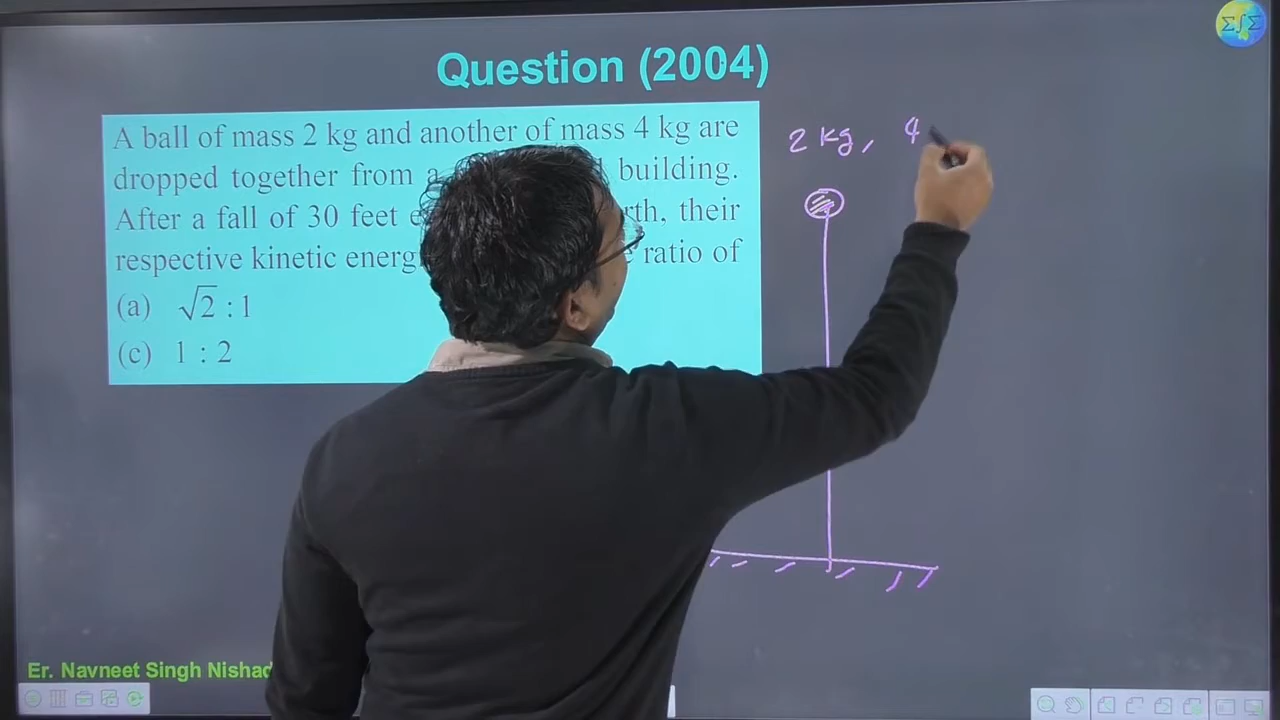 Question (2004)
A ball of mass 2 kg and another of mass 4 kg are
dropped together from a building.
After a fall of 30 feet their
respective kinetic ratio of
(a) √2 : 1
(c) 1 : 2
2 kg, 4
Er. Navneet Singh Nishad
ΣʃΣ